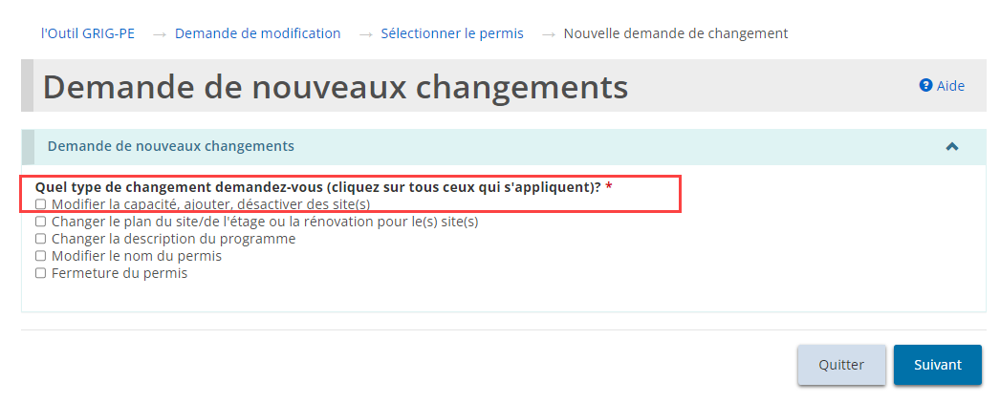 l'Outil GRIG-PE → Demande de modification → Sélectionner le permis → Nouvelle demande de changement
Demande de nouveaux changements
Aide
Demande de nouveaux changements
Quel type de changement demandez-vous (cliquez sur tous ceux qui s'appliquent)? *
Modifier la capacité, ajouter, désactiver des site(s)
Changer le plan du site/de l'étage ou la rénovation pour le(s) site(s)
Changer la description du programme
Modifier le nom du permis
Fermeture du permis
Quitter
Suivant